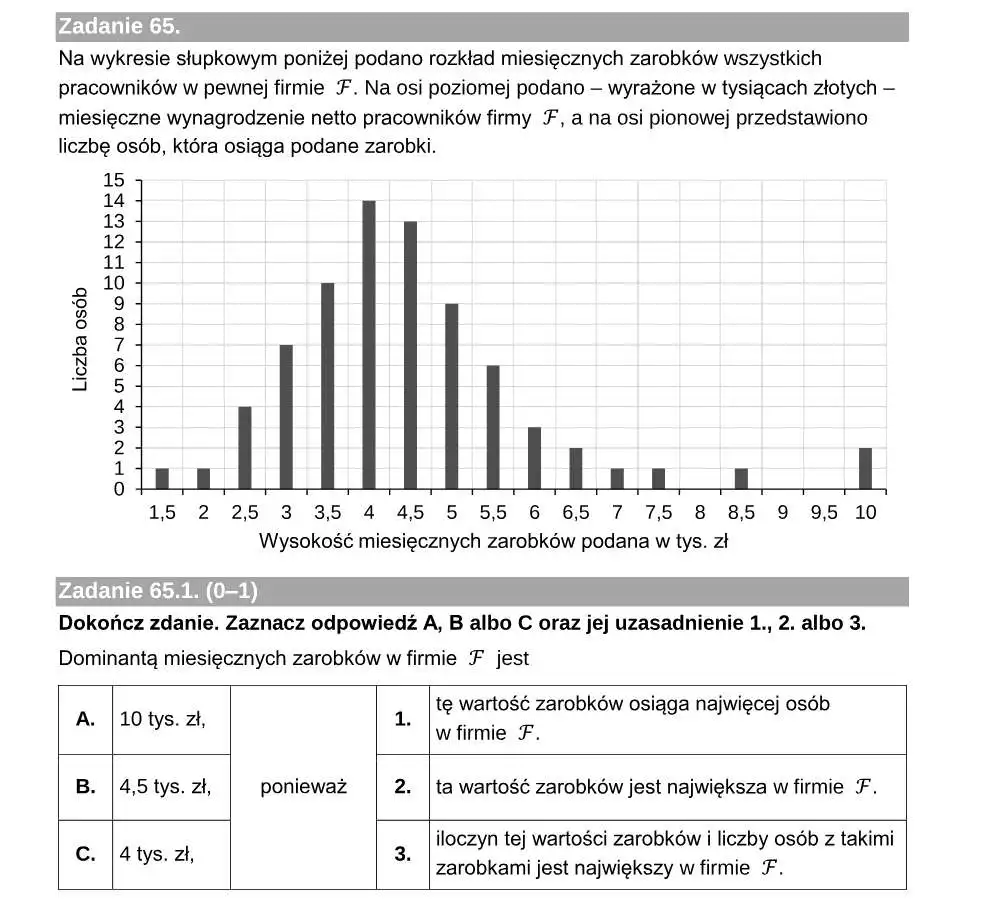 Zadanie 65.
Na wykresie słupkowym poniżej podano rozkład miesięcznych zarobków wszystkich
pracowników w pewnej firmie ℱ. Na osi poziomej podano – wyrażone w tysiącach złotych –
miesięczne wynagrodzenie netto pracowników firmy ℱ, a na osi pionowej przedstawiono
liczbę osób, która osiąga podane zarobki.
Liczba osób
15
14
13
12
11
10
9
8
7
6
5
4
3
2
1
0
1,5 2 2,5 3 3,5 4 4,5 5 5,5 6 6,5 7 7,5 8 8,5 9 9,5 10
Wysokość miesięcznych zarobków podana w tys. zł
Zadanie 65.1. (0–1)
Dokończ zdanie. Zaznacz odpowiedź A, B albo C oraz jej uzasadnienie 1., 2. albo 3.
Dominantą miesięcznych zarobków w firmie ℱ jest
A. 10 tys. zł,
B. 4,5 tys. zł,
C. 4 tys. zł,
ponieważ
1. tę wartość zarobków osiąga najwięcej osób
w firmie ℱ.
2. ta wartość zarobków jest największa w firmie ℱ.
3. iloczyn tej wartości zarobków i liczby osób z takimi
zarobkami jest największy w firmie ℱ.